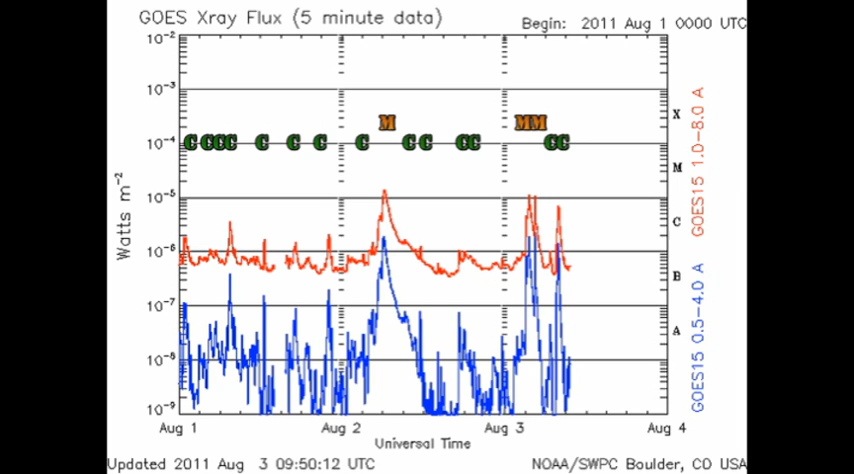 GOES Xray Flux (5 minute data)
Begin: 2011 Aug 1 0000 UTC
10-2
10-3
X
M
M M
10-4
C C C C C C C C C C C C C C C
M
10-5
C
10-6
B
10-7
A
10-8
10-9
Watts m-2
GOES15 1.0-8.0 A
GOES15 0.5-4.0 A
Aug 1
Aug 2
Aug 3
Aug 4
Universal Time
Updated 2011 Aug 3 09:50:12 UTC
NOAA/SWPC Boulder, CO USA